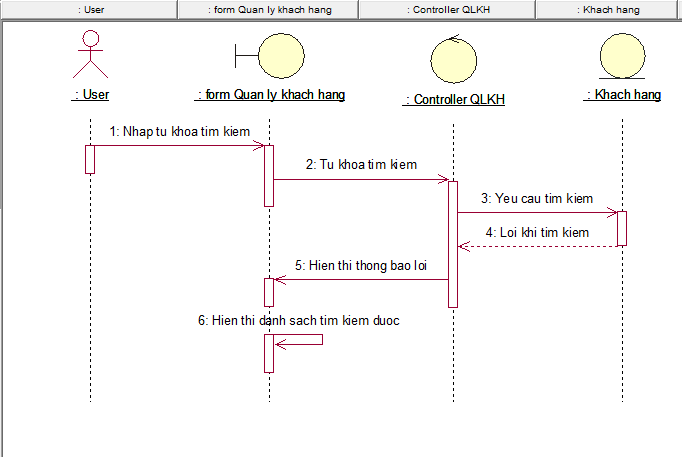 : User
: form Quan ly khach hang
: Controller QLKH
: Khach hang
: User
: form Quan ly khach hang
: Controller QLKH
: Khach hang
1: Nhap tu khoa tim kiem
2: Tu khoa tim kiem
3: Yeu cau tim kiem
4: Loi khi tim kiem
5: Hien thi thong bao loi
6: Hien thi danh sach tim kiem duoc